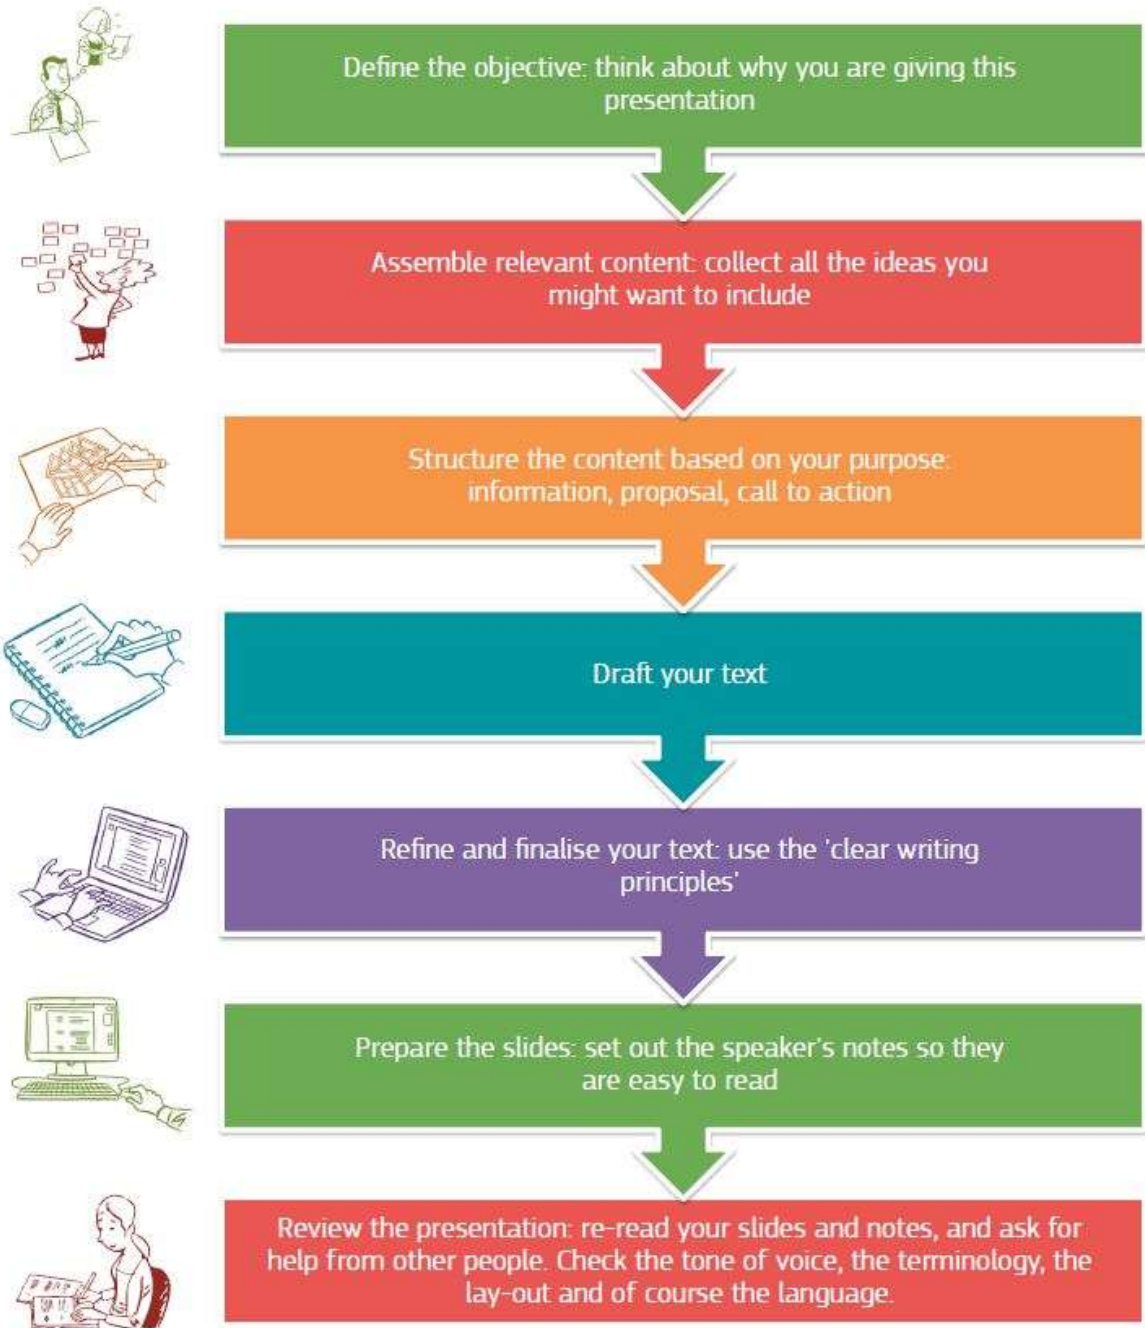 Define the objective: think about why you are giving this
presentation
Assemble relevant content: collect all the ideas you
might want to include
Structure the content based on your purpose:
information, proposal, call to action
Draft your text
Refine and finalise your text: use the 'clear writing
principles'
Prepare the slides: set out the speaker's notes so they
are easy to read
Review the presentation: re-read your slides and notes, and ask for
help from other people. Check the tone of voice, the terminology, the
lay-out and of course the language.